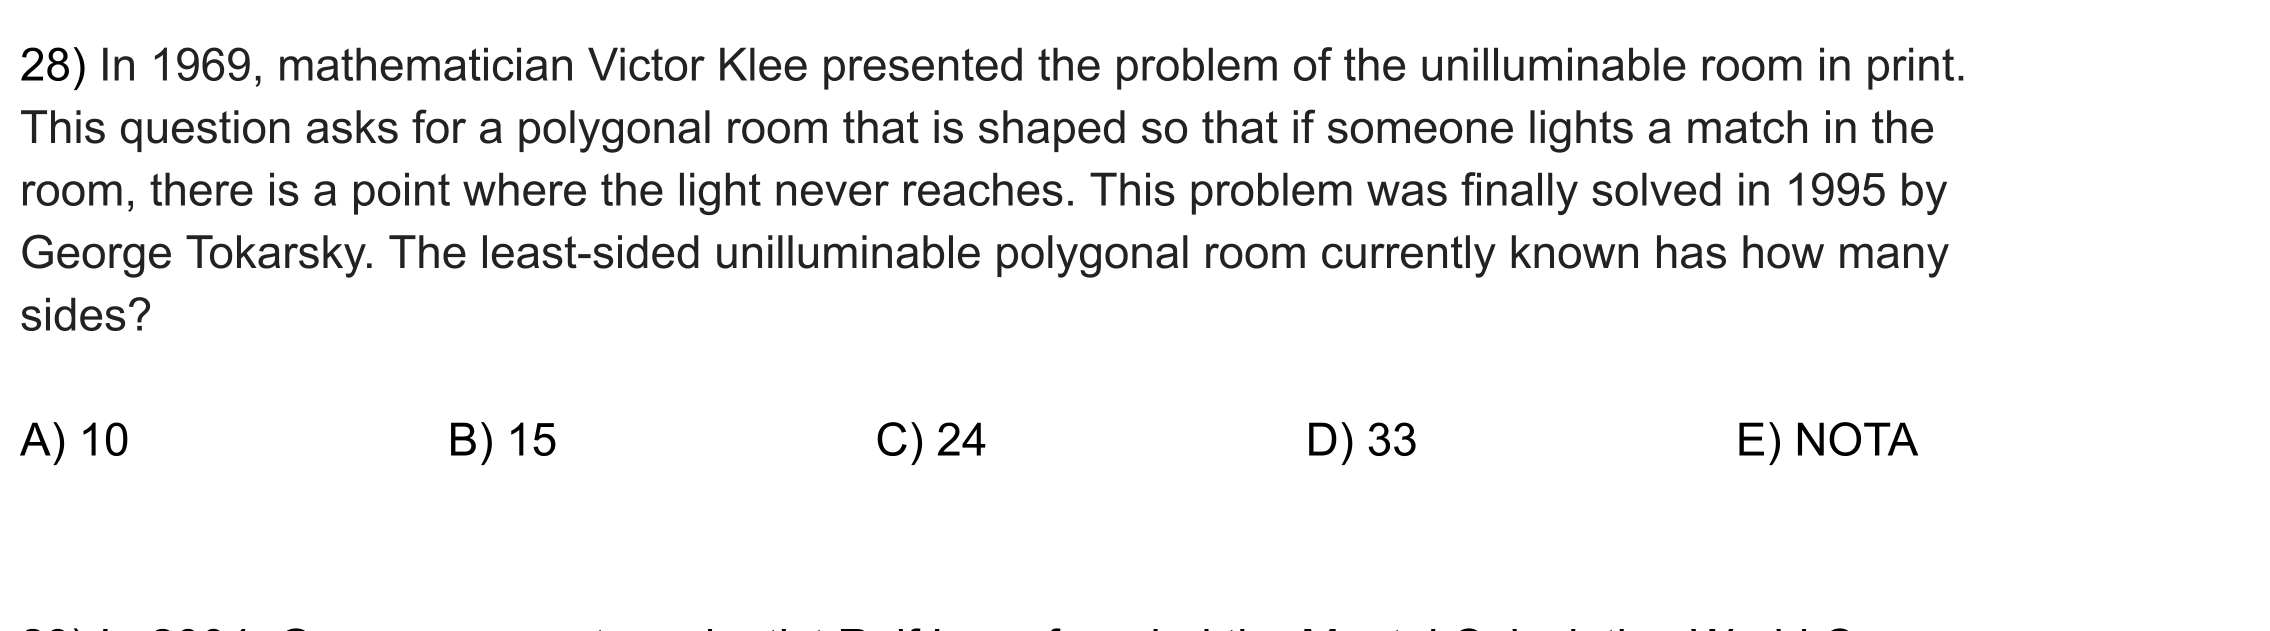 28) In 1969, mathematician Victor Klee presented the problem of the unilluminable room in print.
This question asks for a polygonal room that is shaped so that if someone lights a match in the
room, there is a point where the light never reaches. This problem was finally solved in 1995 by
George Tokarsky. The least-sided unilluminable polygonal room currently known has how many
sides?
A) 10 B) 15 C) 24 D) 33 E) NOTA